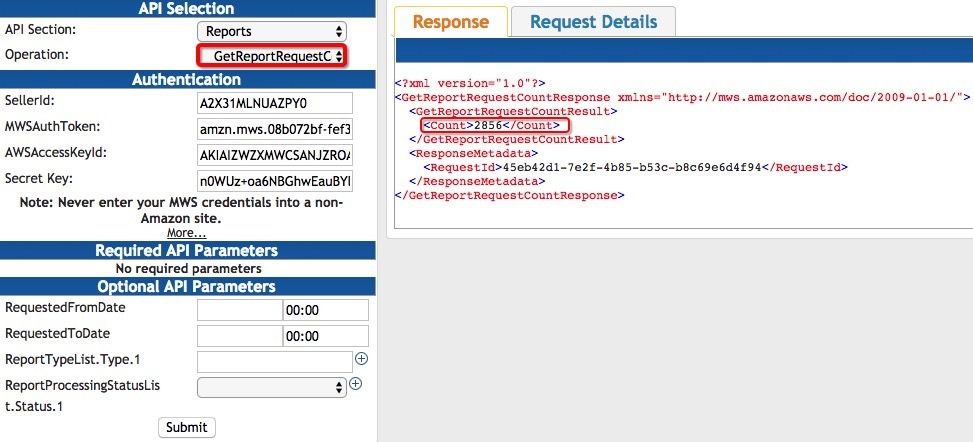 API Selection
API Section: Reports
Operation: GetReportRequestC
Authentication
SellerId: A2X31MLNUAZPY0
MWSAuthToken: amzn.mws.08b072bf-fef3
AWSAccessKeyId: AKIAIZWZXMWCSANJZROA
Secret Key: n0WUz+oa6NBGhwEauBYI
Note: Never enter your MWS credentials into a non-
Amazon site.
More...
Required API Parameters
No required parameters
Optional API Parameters
RequestedFromDate 00:00
RequestedToDate 00:00
ReportTypeList.Type.1
ReportProcessingStatusLis
t.Status.1
Submit
Response Request Details
<?xml version="1.0"?>
<GetReportRequestCountResponse xmlns="http://mws.amazonaws.com/doc/2009-01-01/">
<GetReportRequestCountResult>
<Count>2856</Count>
</GetReportRequestCountResult>
<ResponseMetadata>
<RequestId>45eb42d1-7e2f-4b85-b53c-b8c69e6d4f94</RequestId>
</ResponseMetadata>
</GetReportRequestCountResponse>